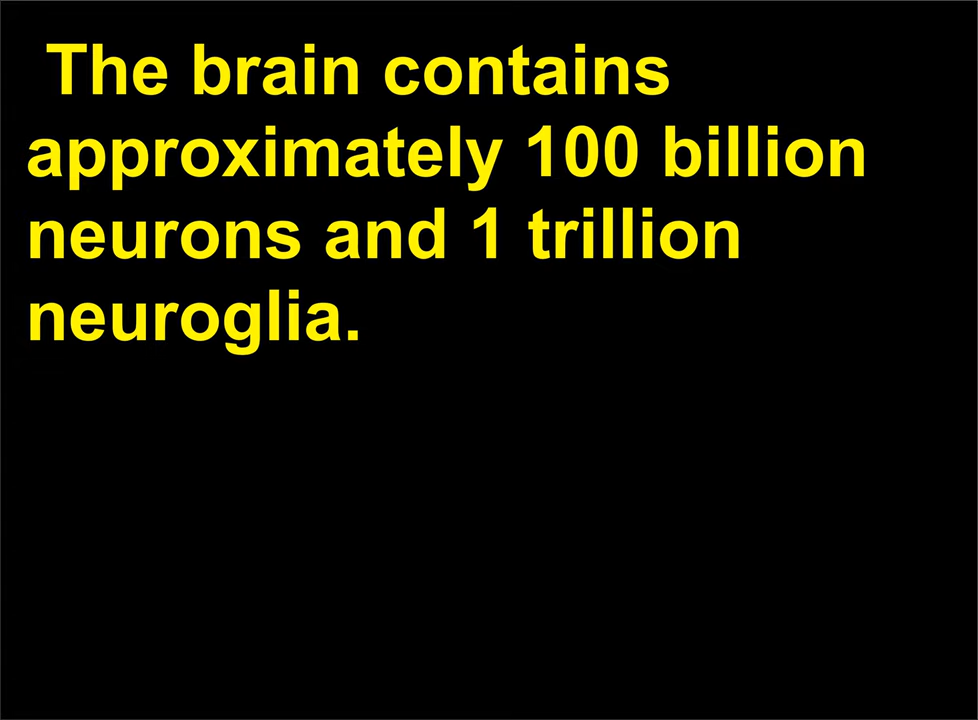 The brain contains
approximately 100 billion
neurons and 1 trillion
neuroglia.